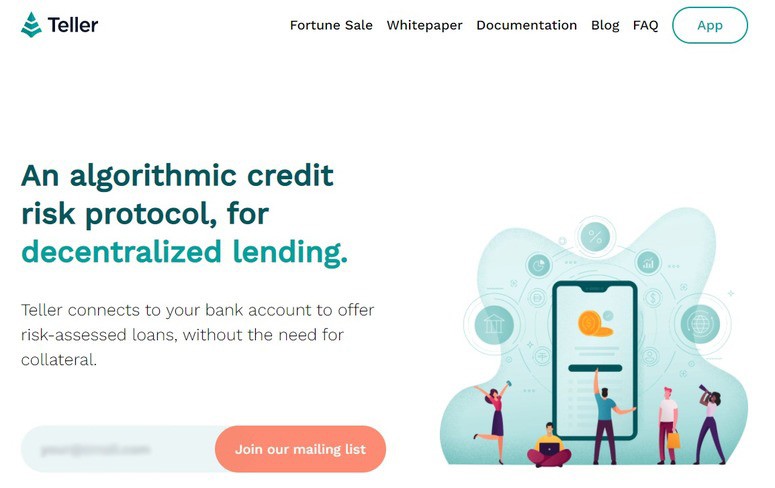 Teller
Fortune Sale Whitepaper Documentation Blog FAQ App
An algorithmic credit
risk protocol, for
decentralized lending.
Teller connects to your bank account to offer
risk-assessed loans, without the need for
collateral.
Join our mailing list